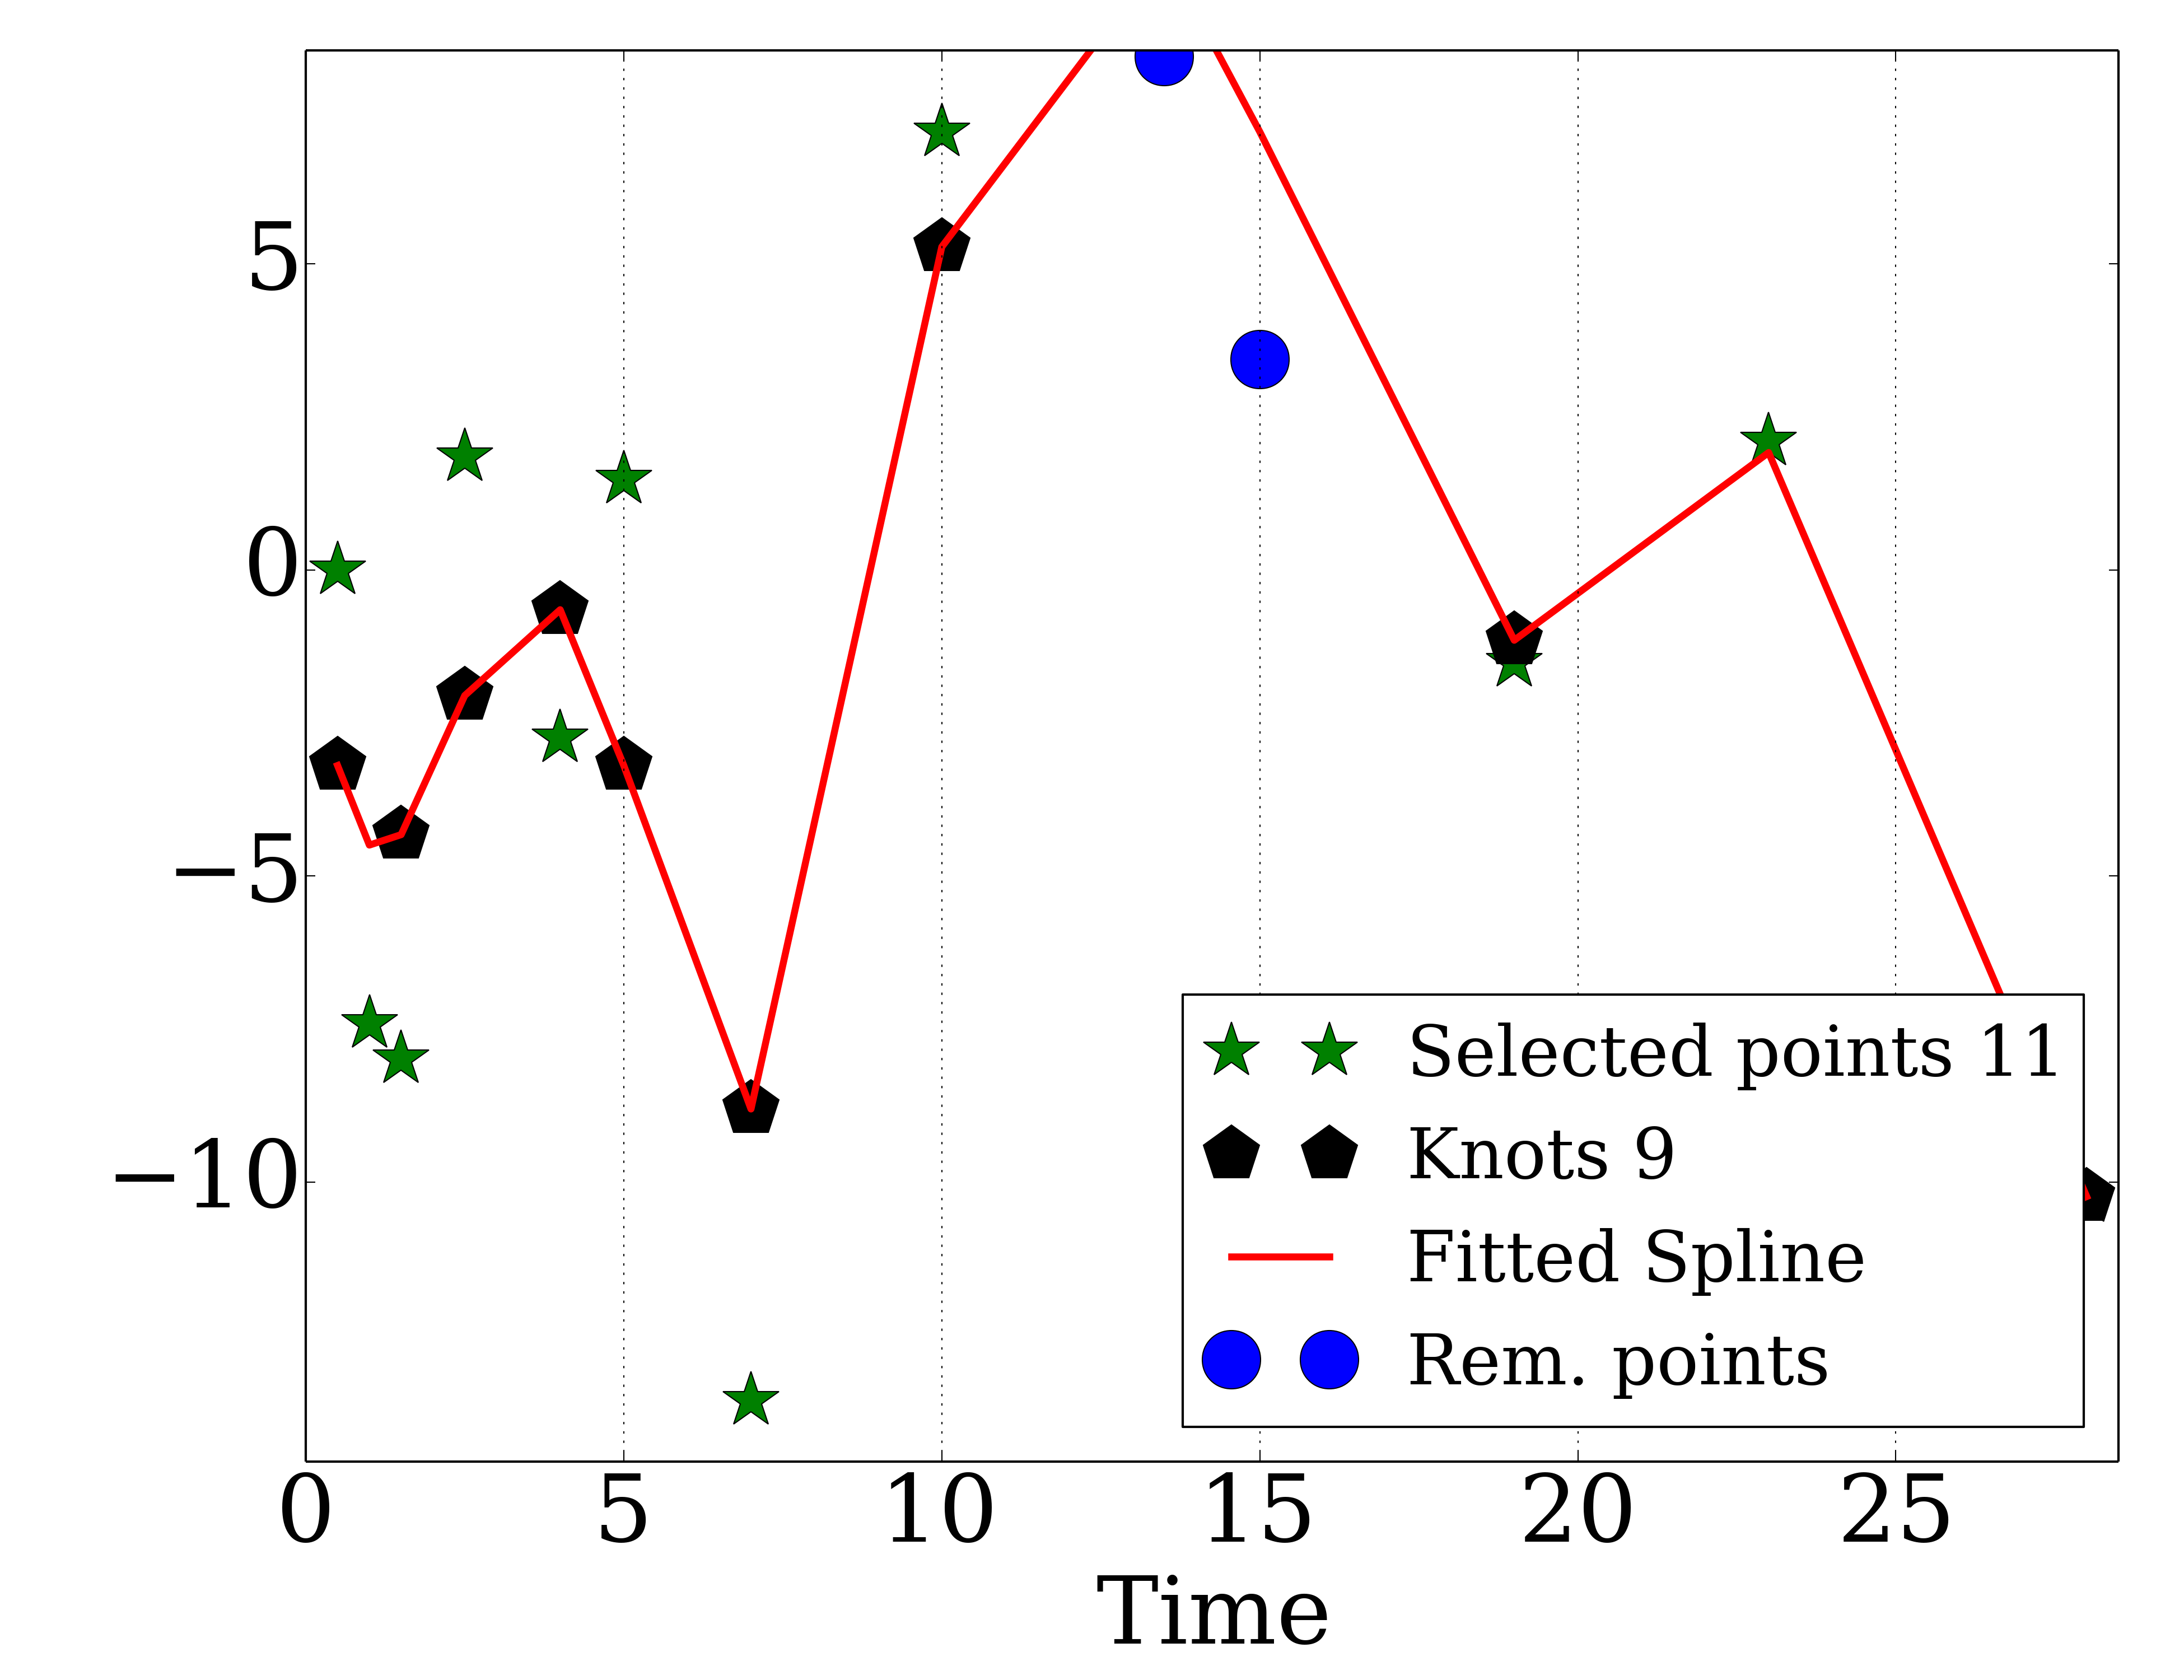 5
0
−5
−10
0 5 10 15 20 25
Time
Selected points 11
Knots 9
Fitted Spline
Rem. points